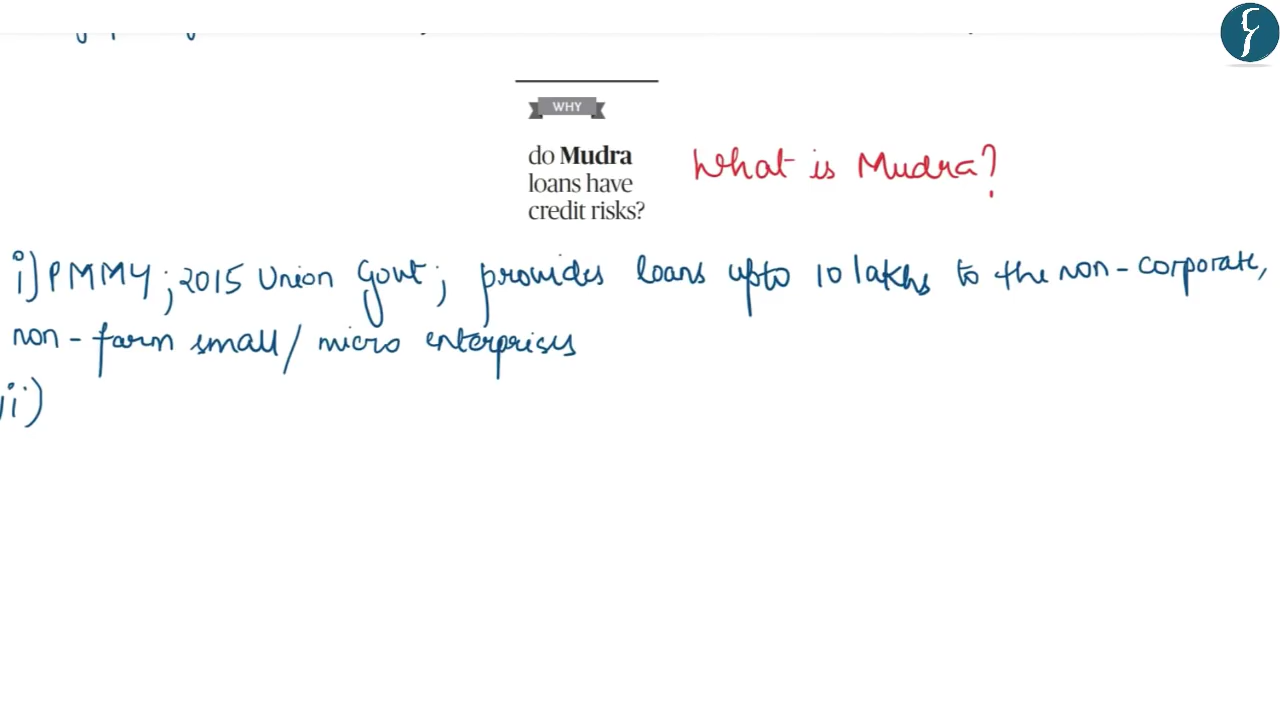 WHY
do Mudra
loans have
credit risks?
What is Mudra?
i) PMMY; 2015 Union Govt; provides loans upto 10 lakhs to the non-corporate,
non-farm small/ micro enterprises
ii)